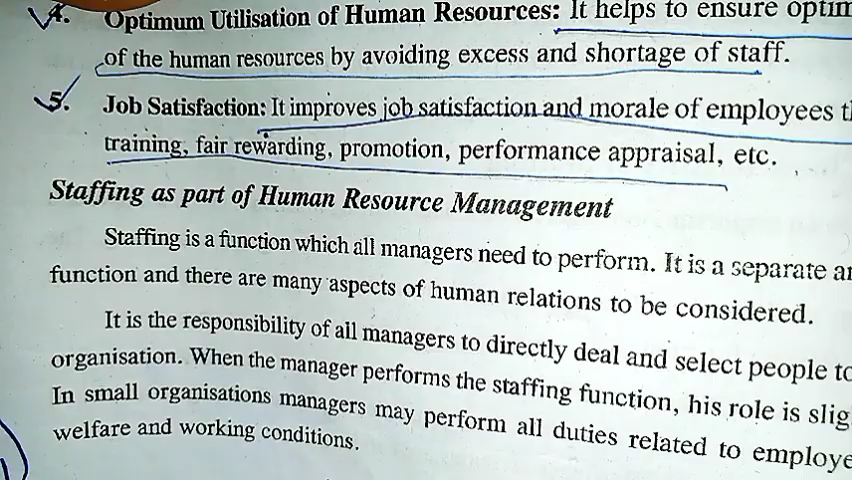 4. Optimum Utilisation of Human Resources: It helps to ensure
of the human resources by avoiding excess and shortage of staff.
5. Job Satisfaction: It improves job satisfaction and morale of employees
training, fair rewarding, promotion, performance appraisal, etc.
Staffing as part of Human Resource Management
Staffing is a function which all managers need to perform. It is a separate
function and there are many aspects of human relations to be considered.
It is the responsibility of all managers to directly deal and select people
organisation. When the manager performs the staffing function, his role is
In small organisations managers may perform all duties related to
welfare and working conditions.